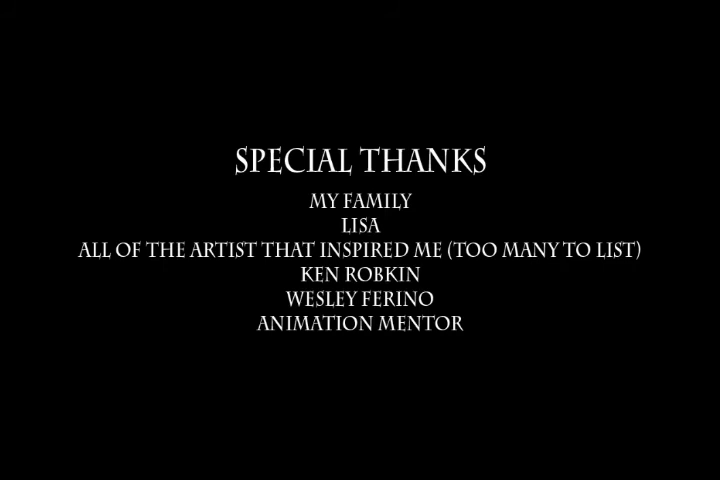 SPECIAL THANKS
MY FAMILY
LISA
ALL OF THE ARTIST THAT INSPIRED ME (TOO MANY TO LIST)
KEN ROBKIN
WESLEY FERINO
ANIMATION MENTOR